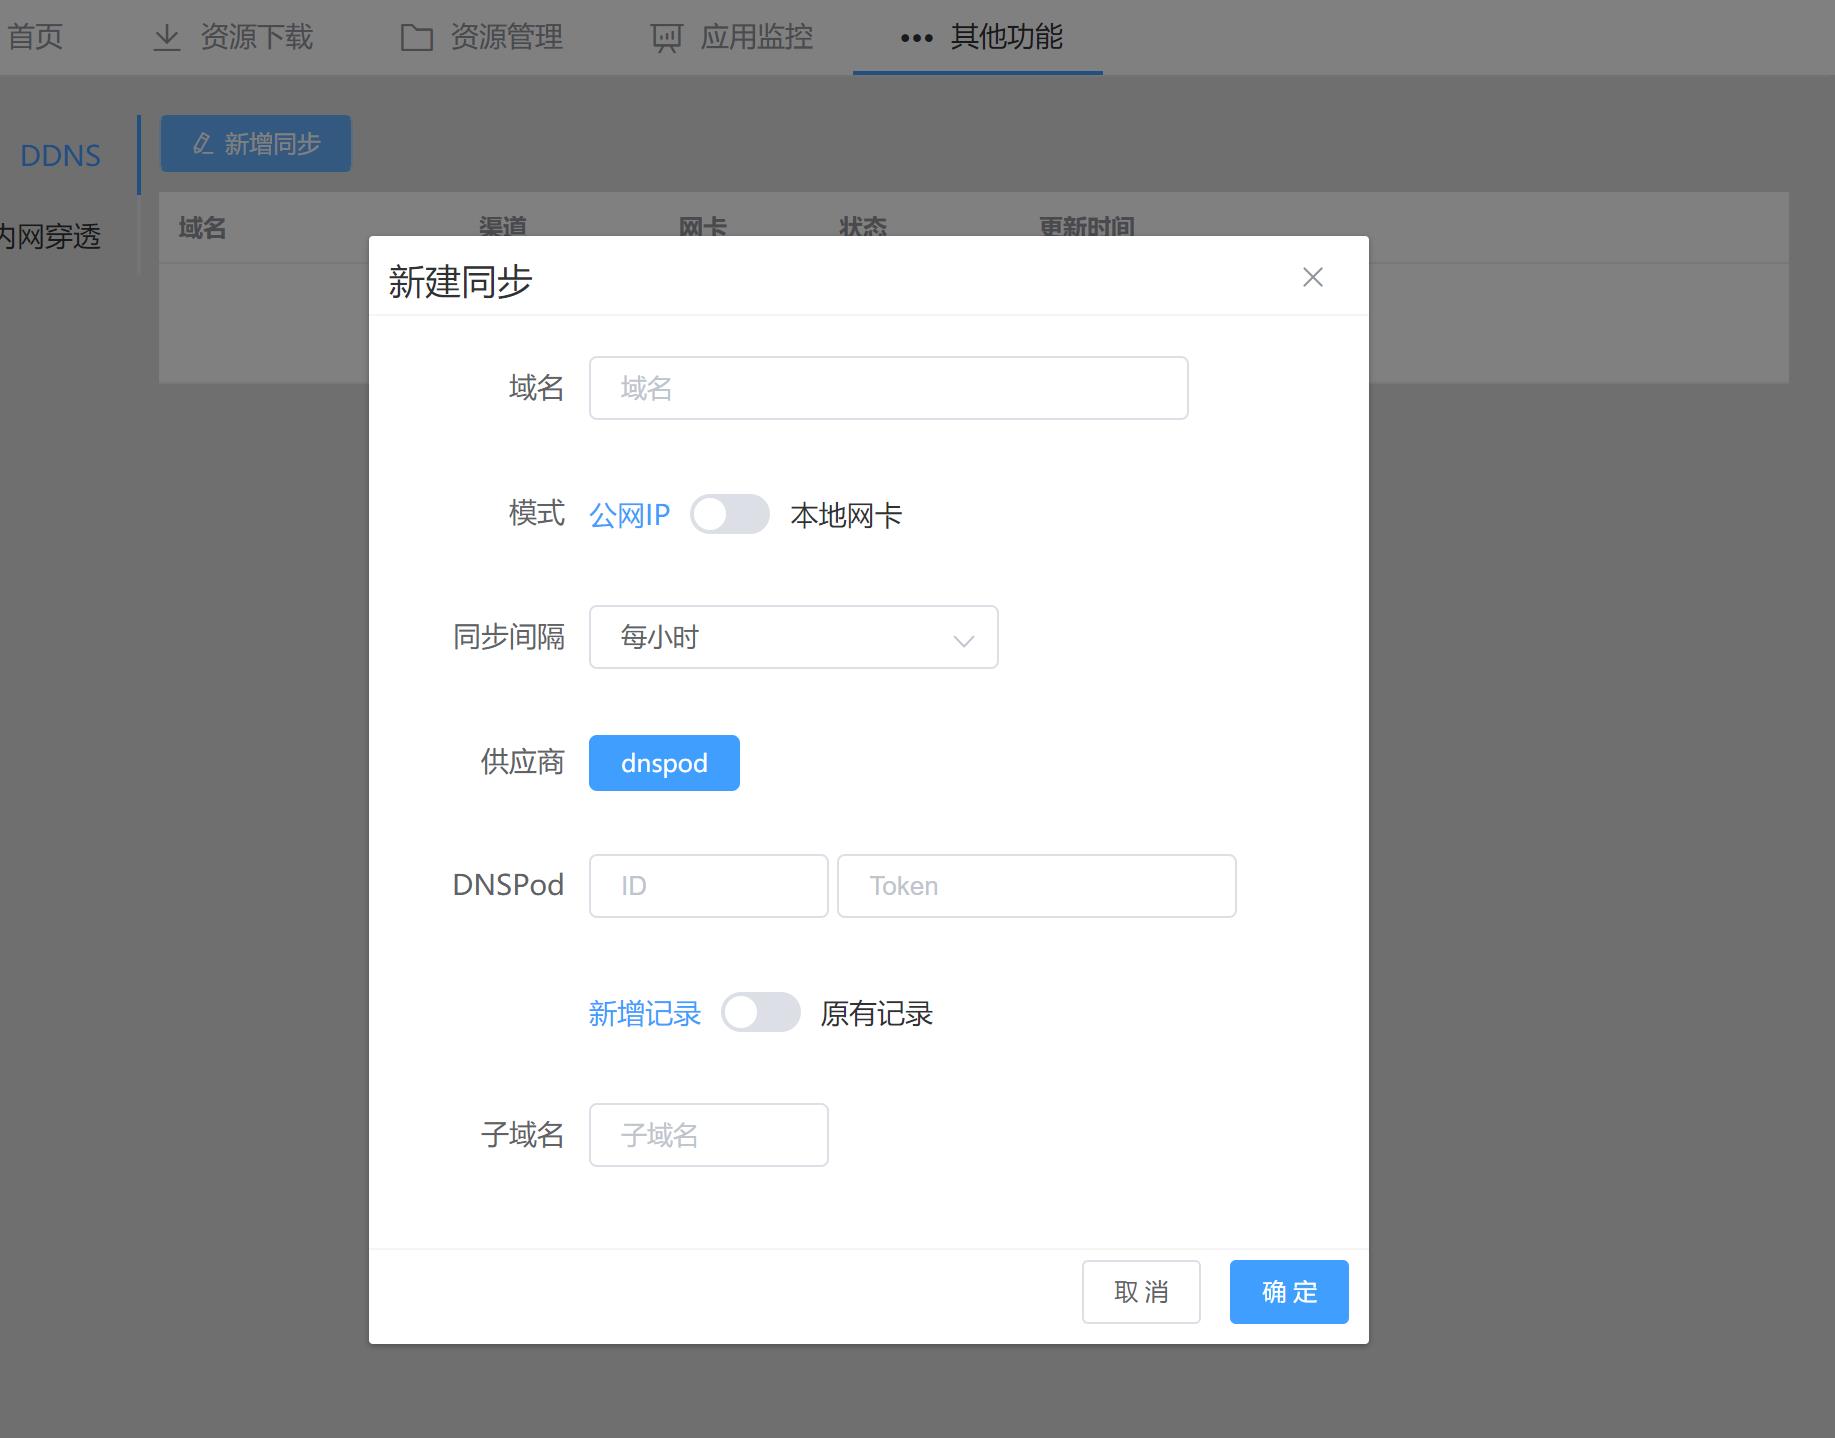 首页 资源下载 资源管理 应用监控 其他功能
DDNS 新增同步
内网穿透
域名 渠道 网卡 状态 更新时间
新建同步
域名 域名
模式 公网IP 本地网卡
同步间隔 每小时
供应商 dnspod
DNSPod ID Token
新增记录 原有记录
子域名 子域名
取消 确定